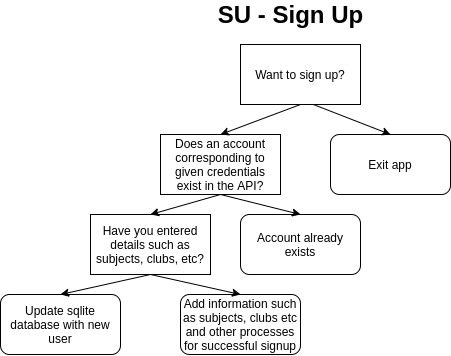 SU - Sign Up
Want to sign up?
Does an account
corresponding to
given credentials
exist in the API?
Exit app
Have you entered
details such as
subjects, clubs, etc?
Account already
exists
Update sqlite
database with new
user
Add information such
as subjects, clubs etc
and other processes
for successful signup